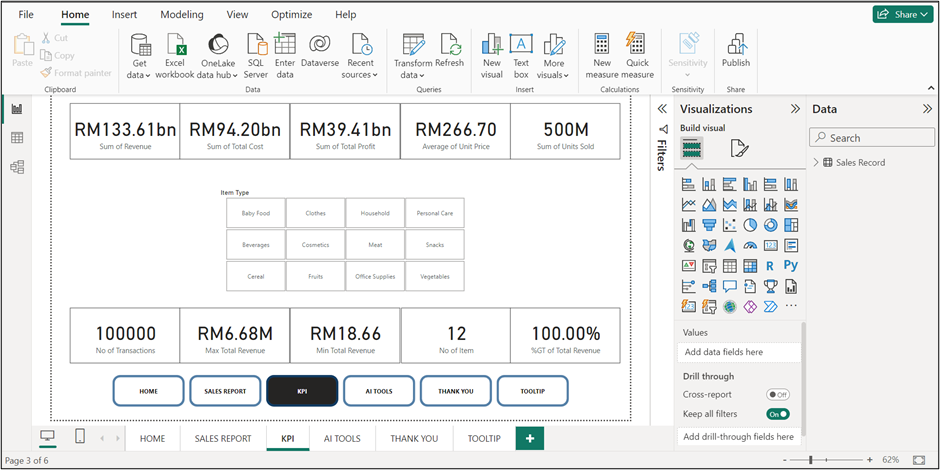 File Home Insert Modeling View Optimize Help Share
Paste Cut Copy Format painter
Get data Excel workbook OneLake data hub SQL Server Enter data Dataverse Recent sources Transform data Refresh New visual Text box More visuals New measure Quick measure Sensitivity Publish
Clipboard Data Queries Insert Calculations Sensitivity Share
RM133.61bn RM94.20bn RM39.41bn RM266.70 500M
Sum of Revenue Sum of Total Cost Sum of Total Profit Average of Unit Price Sum of Units Sold
Item Type
Baby Food Clothes Household Personal Care
Beverages Cosmetics Meat Snacks
Cereal Fruits Office Supplies Vegetables
100000 RM6.68M RM18.66 12 100.00%
No of Transactions Max Total Revenue Min Total Revenue No of Item %GT of Total Revenue
HOME SALES REPORT KPI AI TOOLS THANK YOU TOOLTIP
HOME SALES REPORT KPI AI TOOLS THANK YOU TOOLTIP +
Page 3 of 6
Filters
Visualizations
Build visual
123
R Py
123
...
Values
Add data fields here
Drill through
Cross-report Off
Keep all filters On
Add drill-through fields here
Data
Search
Sales Record
- + 62%